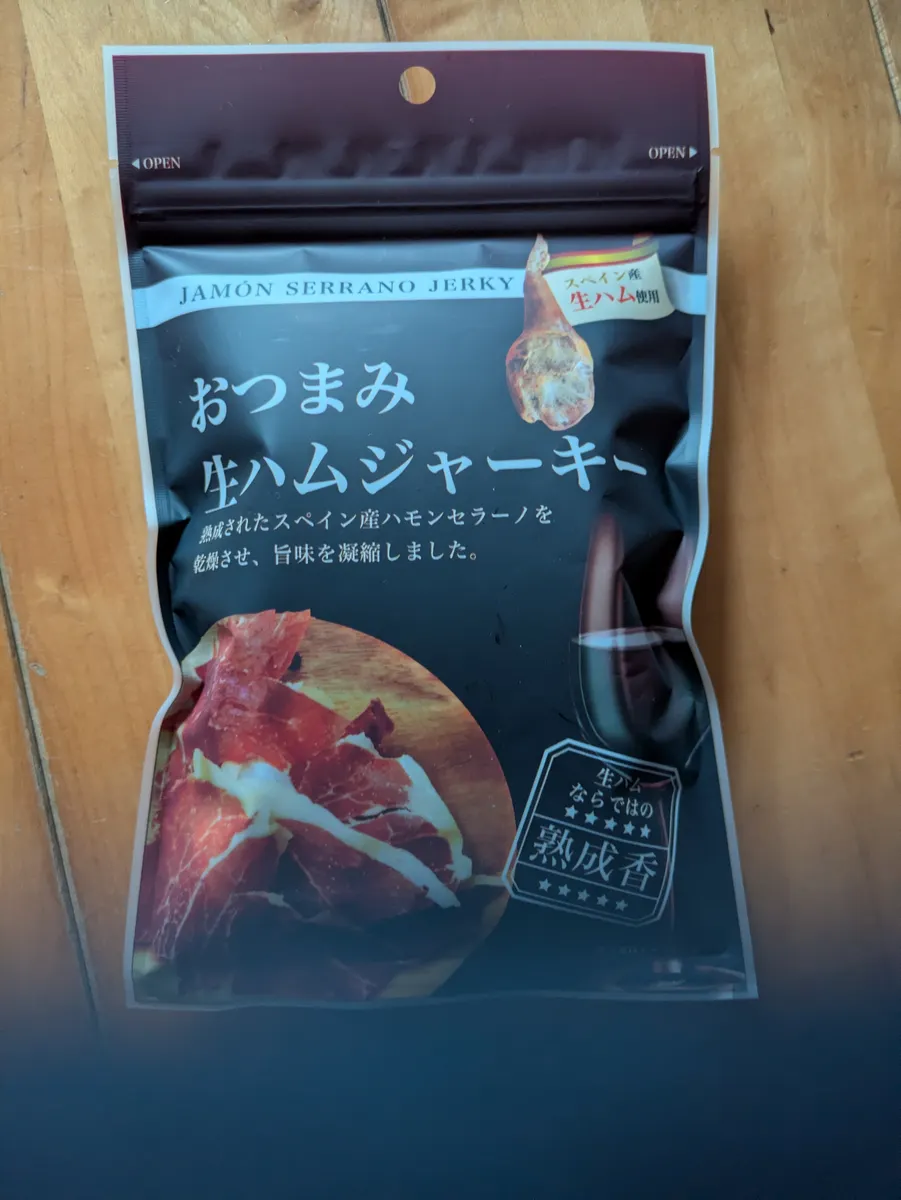 OPEN
OPEN
JAMÓN SERRANO JERKY
スペイン産
生ハム使用
おつまみ
生ハムジャーキー
熟成されたスペイン産ハモンセラーノを
乾燥させ、旨味を凝縮しました。
生ハム
ならではの
熟成香